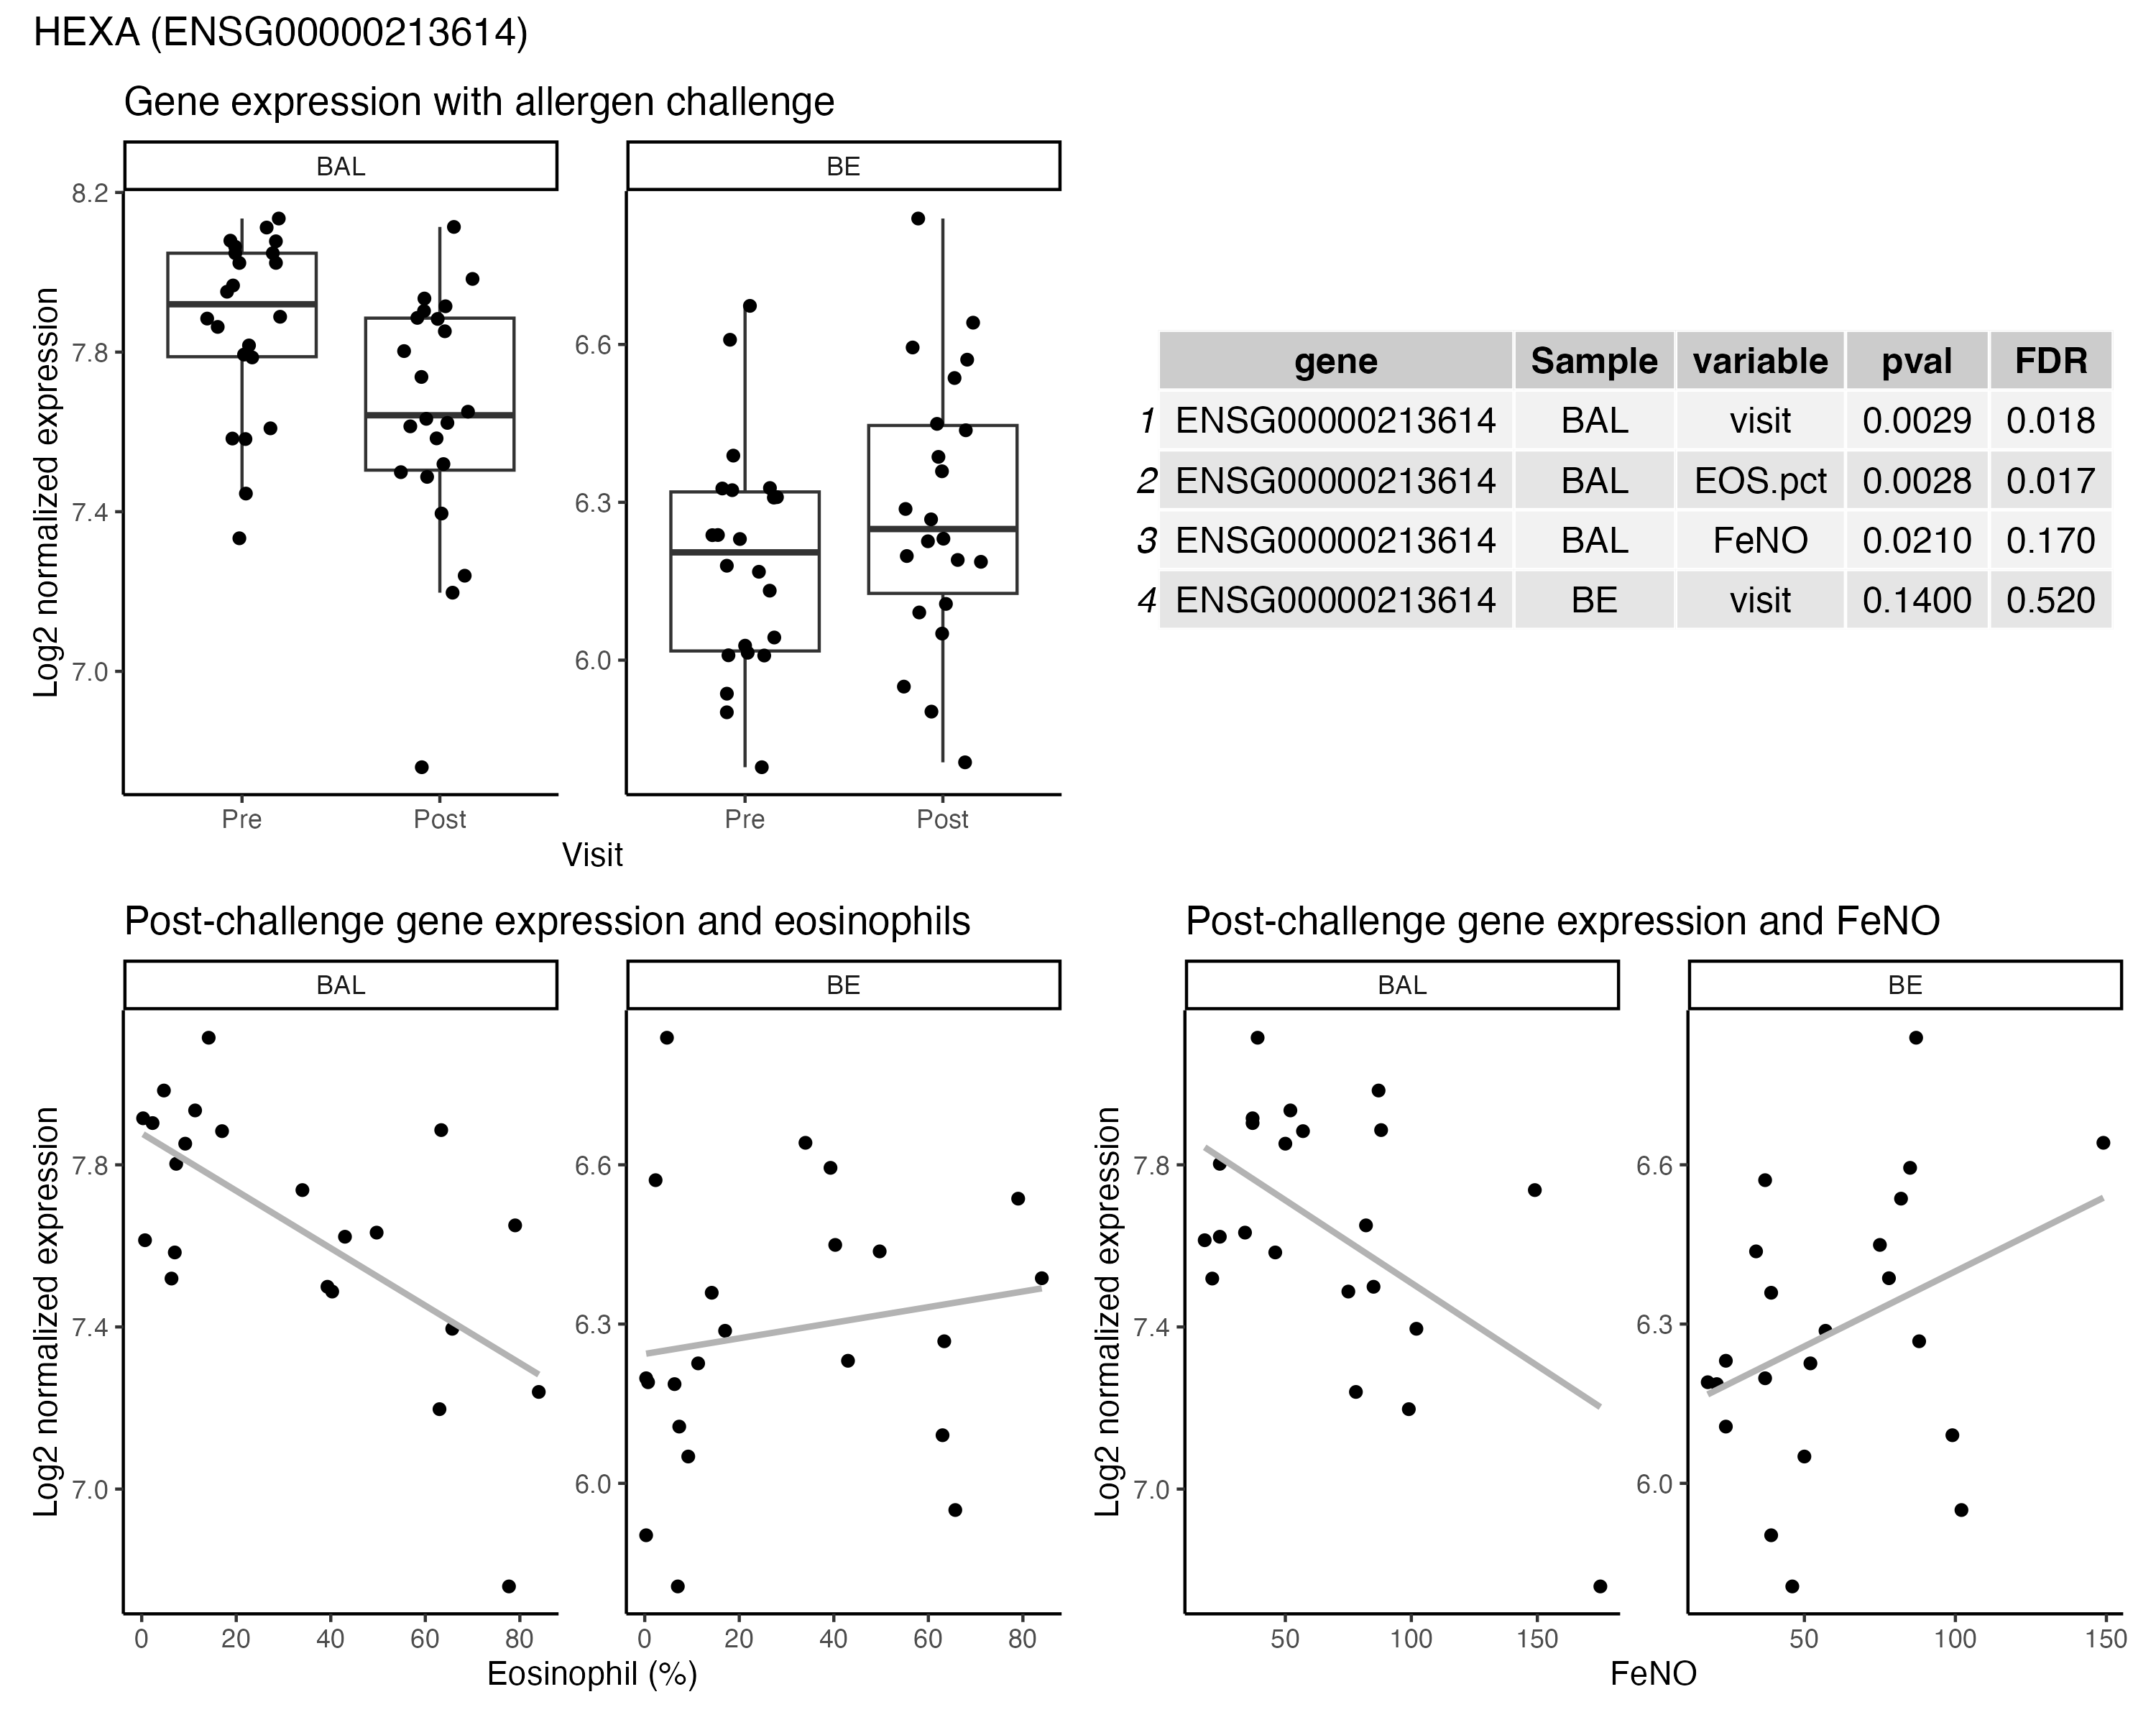 HEXA (ENSG00000213614)
Gene expression with allergen challenge
BAL
BE
Log2 normalized expression
8.2
7.8
7.4
7.0
6.6
6.3
6.0
Pre
Post
Pre
Post
Visit
gene Sample variable pval FDR
1 ENSG00000213614 BAL visit 0.0029 0.018
2 ENSG00000213614 BAL EOS.pct 0.0028 0.017
3 ENSG00000213614 BAL FeNO 0.0210 0.170
4 ENSG00000213614 BE visit 0.1400 0.520
Post-challenge gene expression and eosinophils
BAL
BE
Log2 normalized expression
7.8
7.4
7.0
6.6
6.3
6.0
0 20 40 60 80
0 20 40 60 80
Eosinophil (%)
Post-challenge gene expression and FeNO
BAL
BE
Log2 normalized expression
7.8
7.4
7.0
6.6
6.3
6.0
50 100 150
50 100 150
FeNO